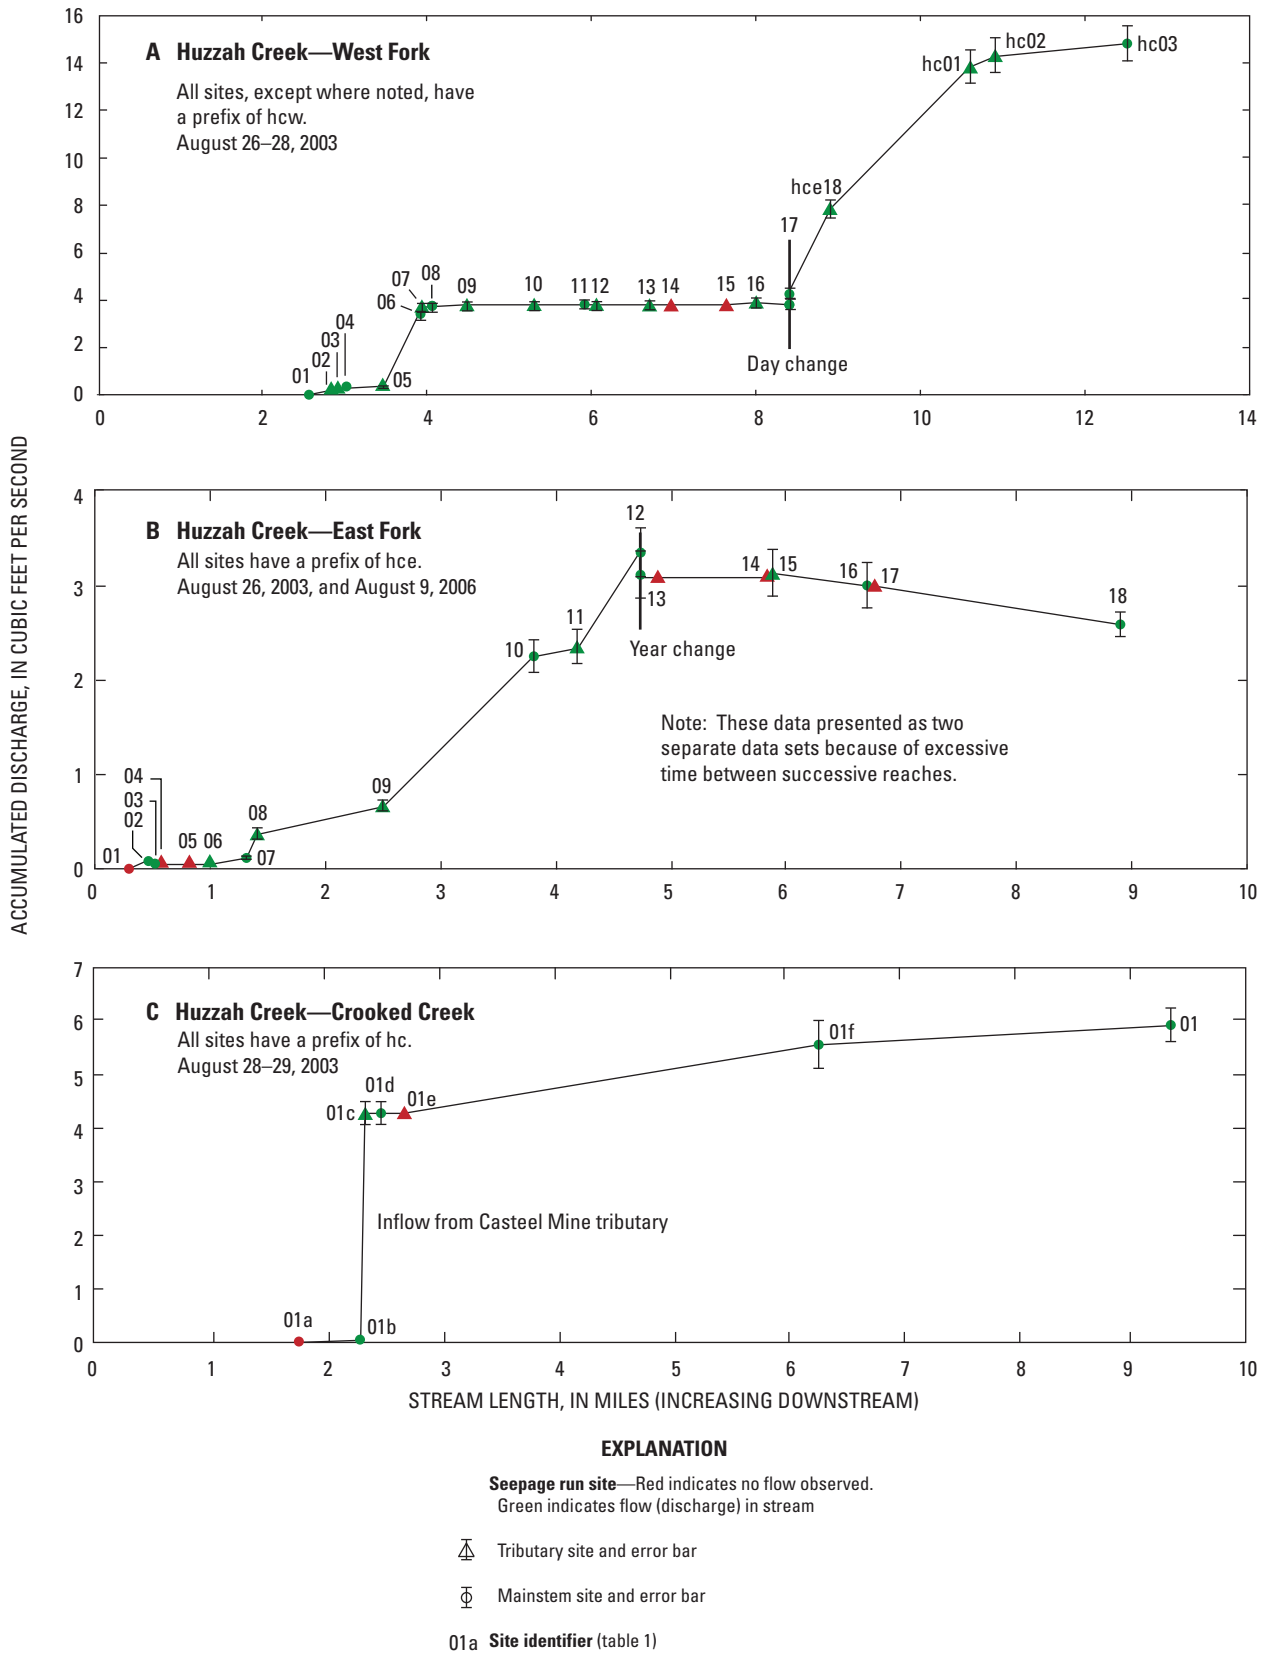 A Huzzah Creek—West Fork
All sites, except where noted, have
a prefix of hcw.
August 26–28, 2003
16
14
12
10
8
6
4
2
0
01
02
03
04
05
06
07
08
09
10
11
12
13
14
15
16
17
hce18
hc01
hc02
hc03
Day change
0 2 4 6 8 10 12 14
ACCUMULATED DISCHARGE, IN CUBIC FEET PER SECOND
B Huzzah Creek—East Fork
All sites have a prefix of hce.
August 26, 2003, and August 9, 2006
4
3
2
1
0
01
02
03
04
05
06
07
08
09
10
11
12
13
14
15
16
17
18
Year change
Note: These data presented as two
separate data sets because of excessive
time between successive reaches.
0 1 2 3 4 5 6 7 8 9 10
C Huzzah Creek—Crooked Creek
All sites have a prefix of hc.
August 28–29, 2003
7
6
5
4
3
2
1
0
01a
01b
01c
01d
01e
01f
01
Inflow from Casteel Mine tributary
0 1 2 3 4 5 6 7 8 9 10
STREAM LENGTH, IN MILES (INCREASING DOWNSTREAM)
EXPLANATION
Seepage run site—Red indicates no flow observed.
Green indicates flow (discharge) in stream
Tributary site and error bar
Mainstem site and error bar
01a Site identifier (table 1)